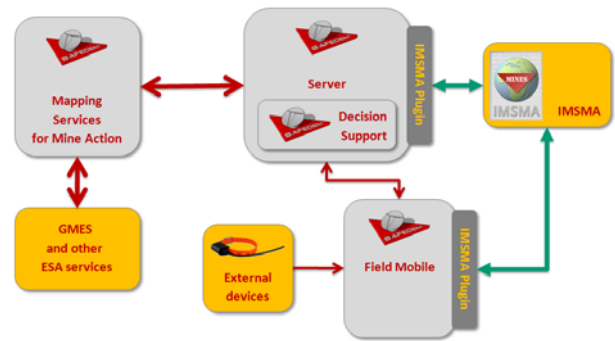 Mapping
Services
for Mine Action
Server
Decision
Support
IMSMA Plugin
MINES
IMSMA
IMSMA
GMES
and other
ESA services
External
devices
Field Mobile
IMSMA Plugin